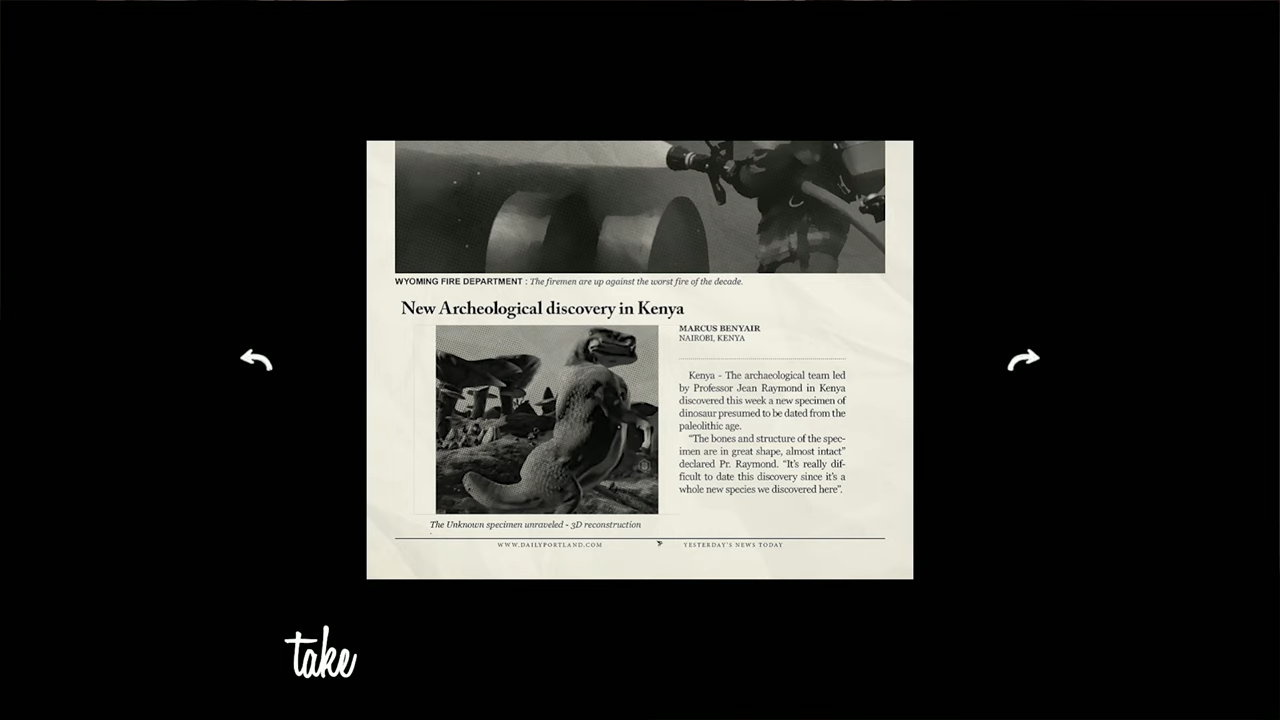 WYOMING FIRE DEPARTMENT : The firemen are up against the worst fire of the decade.
New Archeological discovery in Kenya
MARCUS BENYAIR
NAIROBI, KENYA
Kenya - The archaeological team led
by Professor Jean Raymond in Kenya
discovered this week a new specimen of
dinosaur presumed to be dated from the
paleolithic age.
“The bones and structure of the spec-
imen are in great shape, almost intact”
declared Pr. Raymond. “It’s really dif-
ficult to date this discovery since it’s a
whole new species we discovered here”.
The Unknown specimen unraveled - 3D reconstruction
WWW.DAILYPORTLAND.COM YESTERDAY'S NEWS TODAY
take